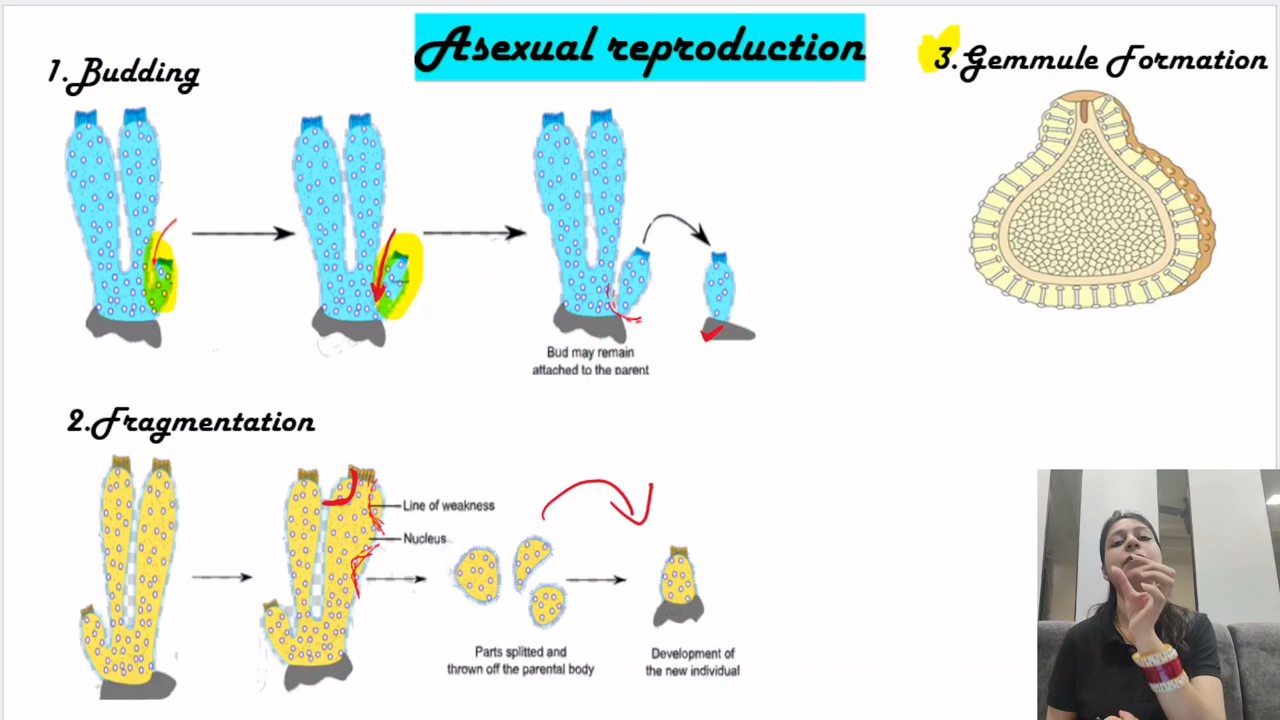 Asexual reproduction
1. Budding
3. Gemmule Formation
Bud may remain
attached to the parent
2. Fragmentation
Line of weakness
Nucleus
Parts splitted and
thrown off the parental body
Development of
the new individual